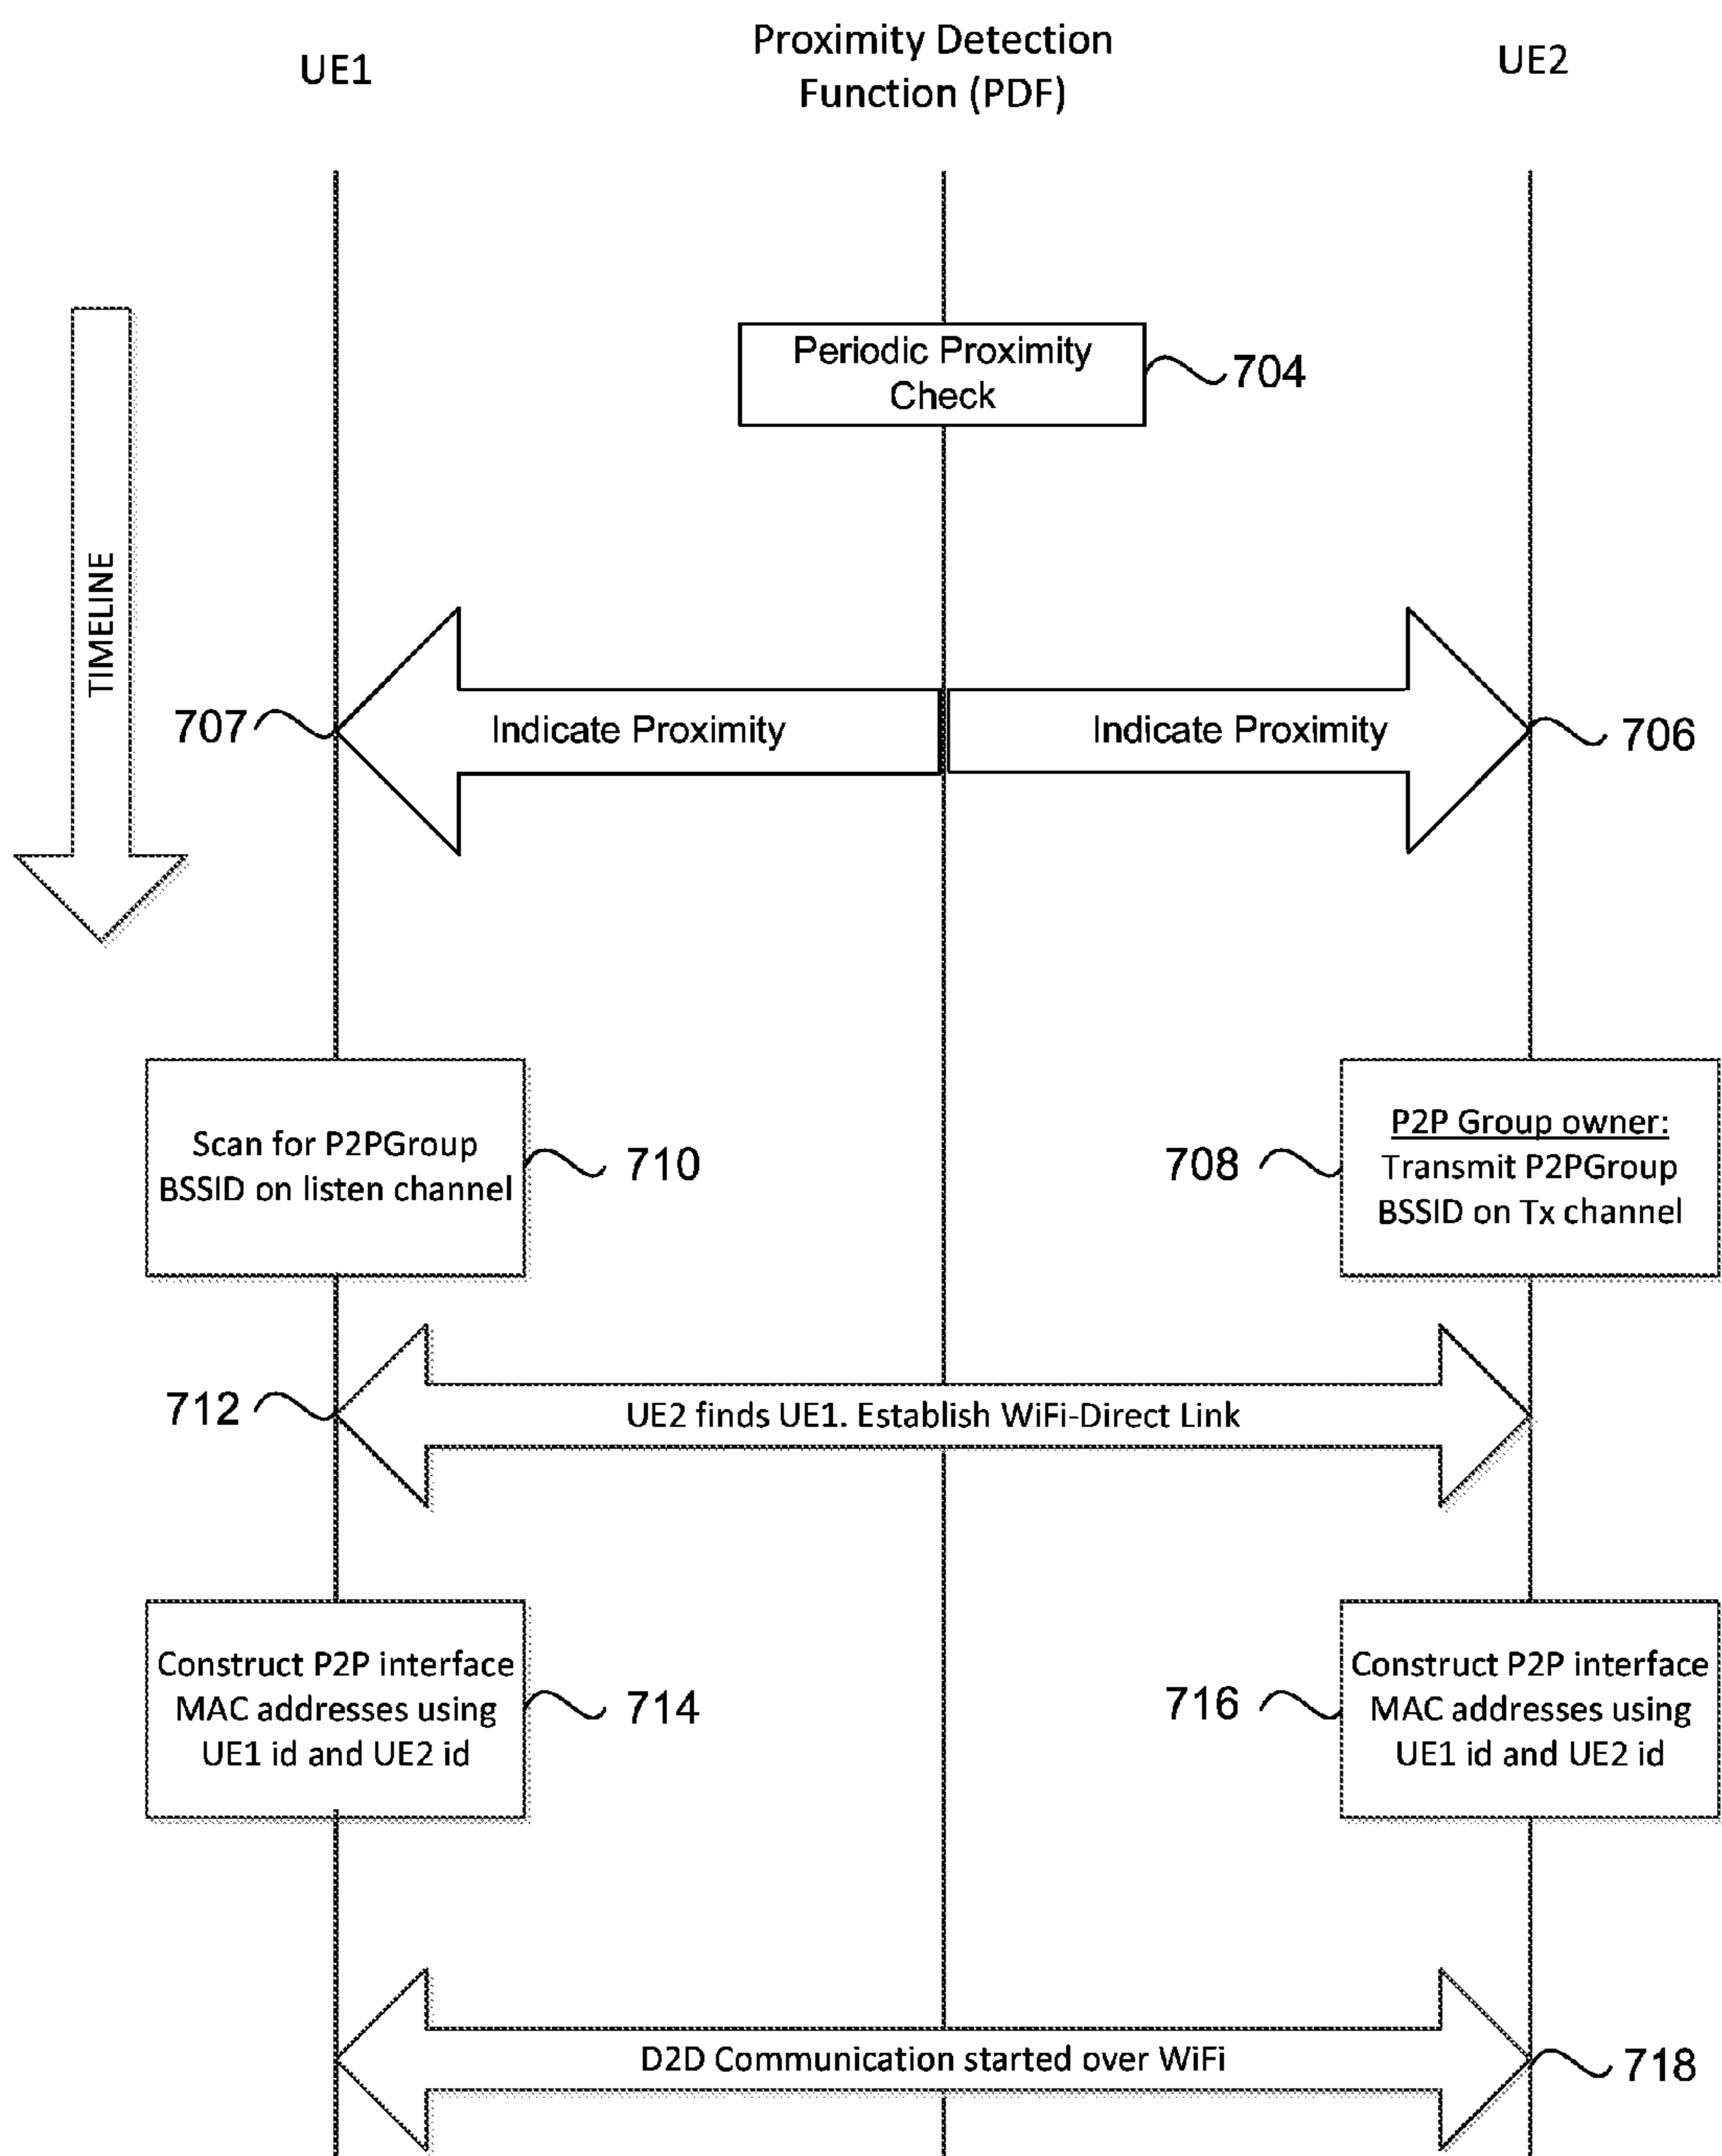 UE1
Proximity Detection
Function (PDF)
UE2
Periodic Proximity
Check
704
TIMELINE
707
Indicate Proximity
Indicate Proximity
706
Scan for P2PGroup
BSSID on listen channel
710
708
P2P Group owner:
Transmit P2PGroup
BSSID on Tx channel
712
UE2 finds UE1. Establish WiFi-Direct Link
Construct P2P interface
MAC addresses using
UE1 id and UE2 id
714
716
Construct P2P interface
MAC addresses using
UE1 id and UE2 id
D2D Communication started over WiFi
718